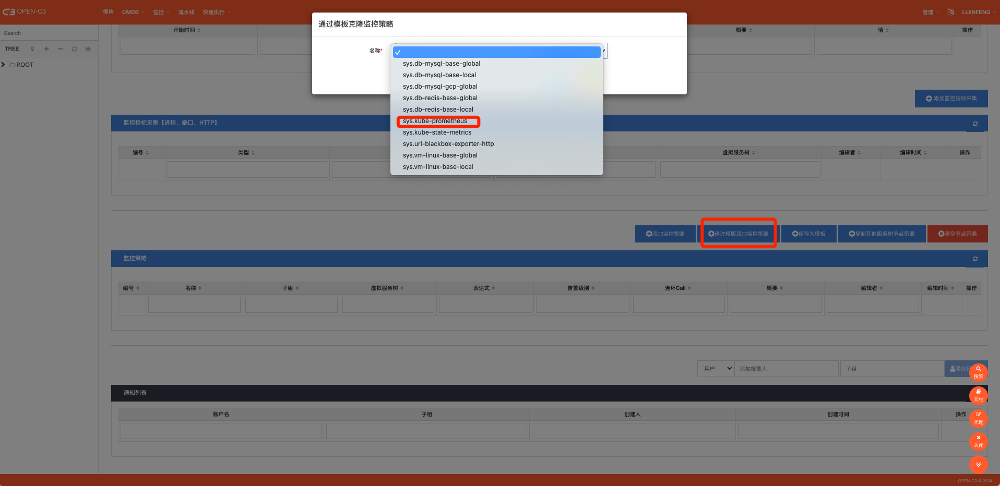 OPEN-C3
模块
CMDB
监控
流水线
快速执行
管理
LIJINFENG
Search
TREE
ROOT
通过模板克隆监控策略
名称*
sys.db-mysql-base-global
sys.db-mysql-base-local
sys.db-mysql-gcp-global
sys.db-redis-base-global
sys.db-redis-base-local
sys.kube-prometheus
sys.kube-state-metrics
sys.url-blackbox-exporter-http
sys.vm-linux-base-global
sys.vm-linux-base-local
开始时间
概要
值
操作
添加监控指标采集
监控指标采集【进程、端口、HTTP】
编号
类型
虚拟服务树
编辑者
编辑时间
操作
添加监控策略
通过模版添加监控策略
保存为模板
复制其他服务树节点策略
清空节点策略
监控策略
编号
名称
子组
虚拟服务树
表达式
告警级别
连环Call
概要
编辑者
编辑时间
操作
用户
添加报警人
子组
添加报
搜索
通知列表
文档
账户名
子组
创建人
创建时间
操作
问题
关闭
OPEN-C3 © 2024